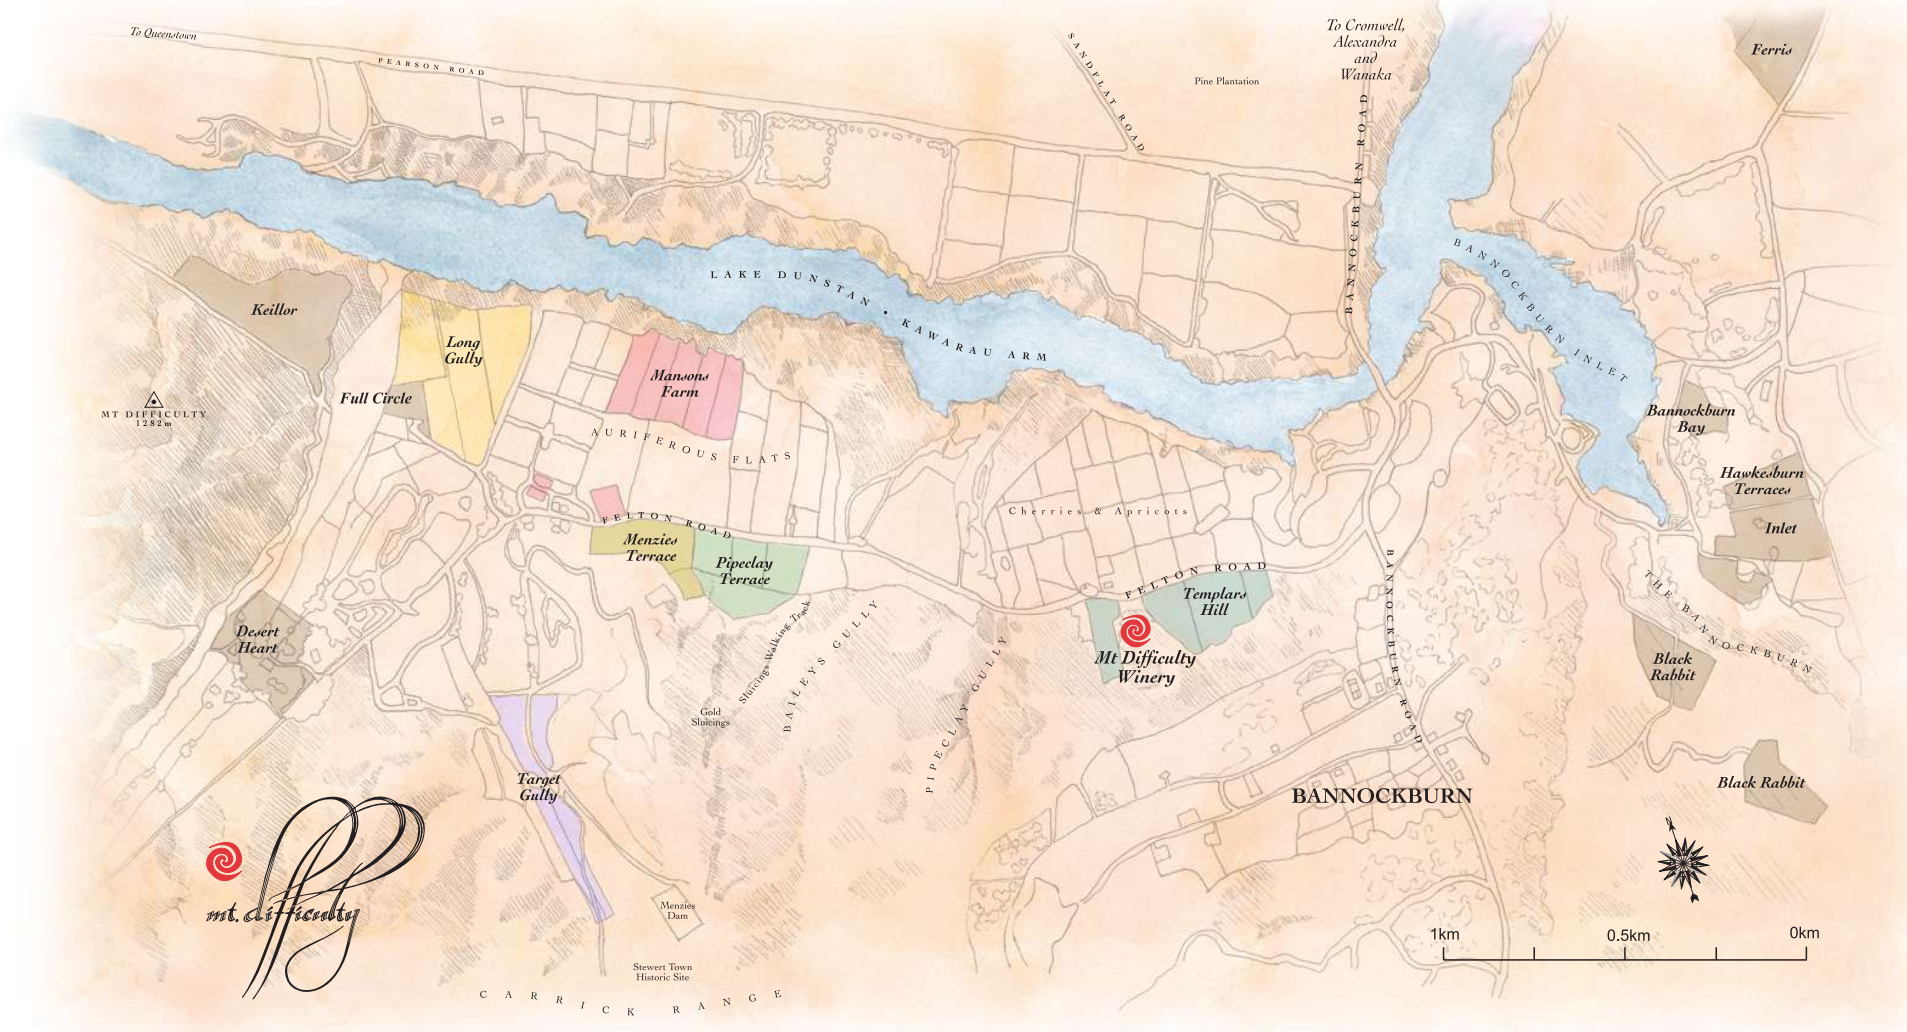 To Queenstown
PEARSON ROAD
SANDFLAT ROAD
Pine Plantation
To Cromwell,
Alexandra
and
Wanaka
BANNOCKBURN ROAD
Ferris
LAKE DUNSTAN • KAWARAU ARM
BANNOCKBURN INLET
Keillor
Long
Gully
Full Circle
MT DIFFICULTY
1282m
Mansons
Farm
AURIFEROUS FLATS
Bannockburn
Bay
Hawkesburn
Terraces
Inlet
Cherries & Apricots
FELTON ROAD
Menzies
Terrace
Pipeclay
Terrace
FELTON ROAD
Templars
Hill
Mt Difficulty
Winery
BANNOCKBURN ROAD
THE BANNOCKBURN
Black
Rabbit
Desert
Heart
Sluicings Walking Track
BAILEYS GULLY
PIPECLAY GULLY
Gold
Sluicings
Target
Gully
BANNOCKBURN
Black Rabbit
mt. difficulty
Menzies
Dam
N
Stewert Town
Historic Site
CARRICK RANGE
1km
0.5km
0km